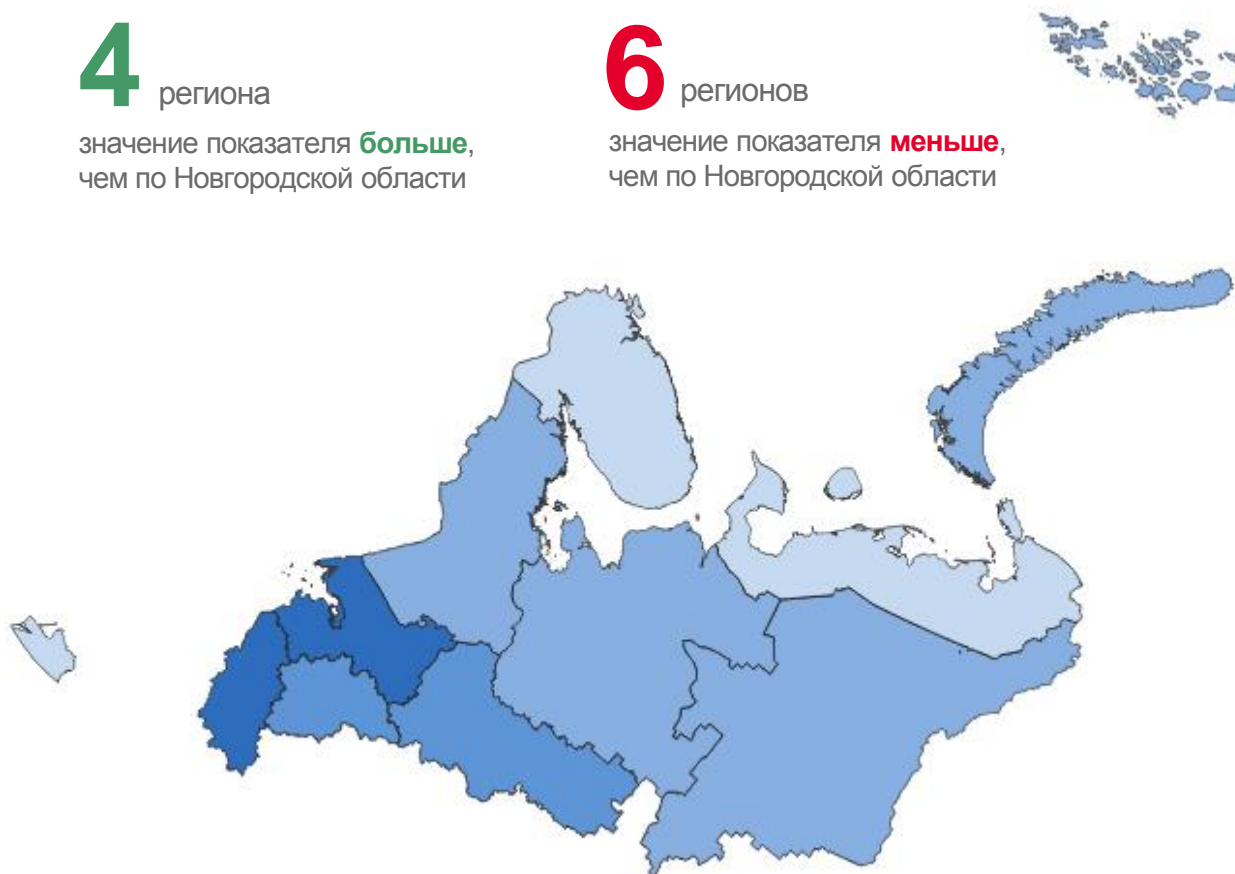 4 региона
значение показателя больше,
чем по Новгородской области
6 регионов
значение показателя меньше,
чем по Новгородской области